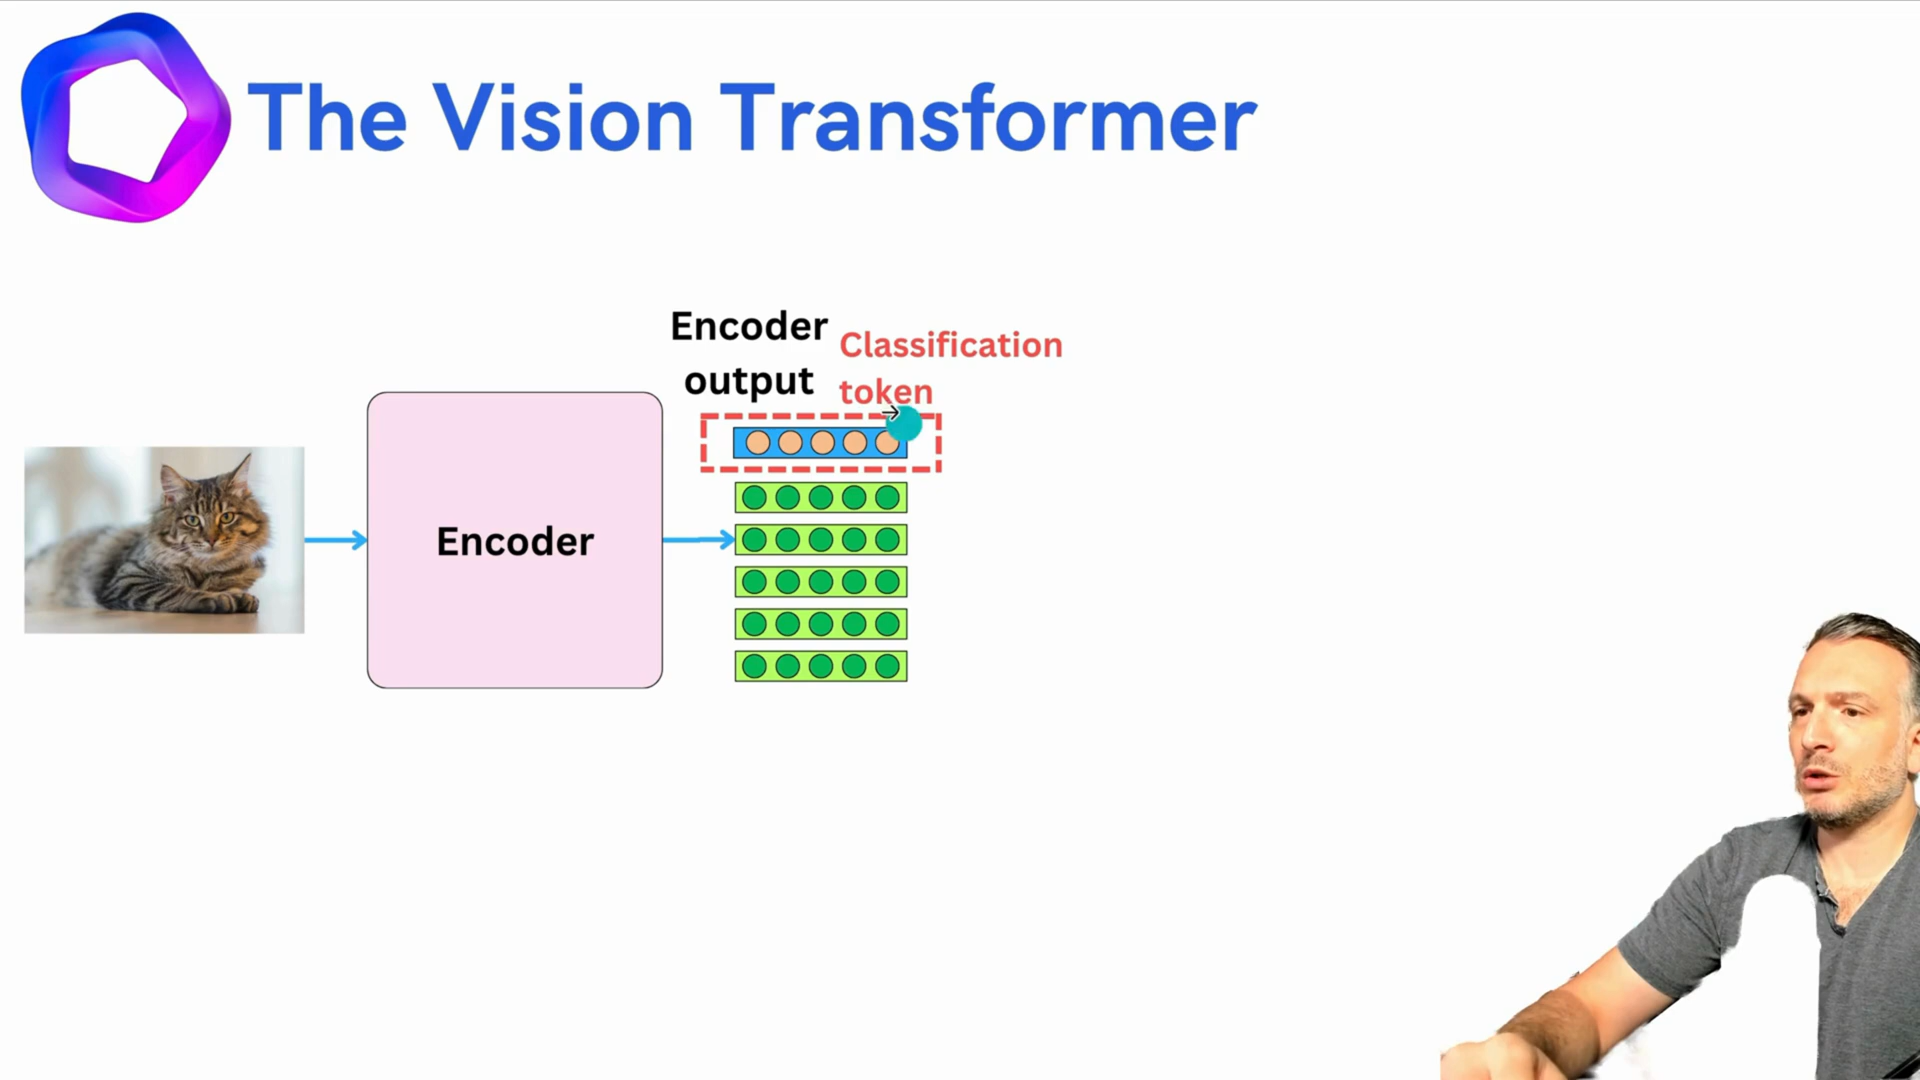 The Vision Transformer
Encoder
output
Classification
token
Encoder